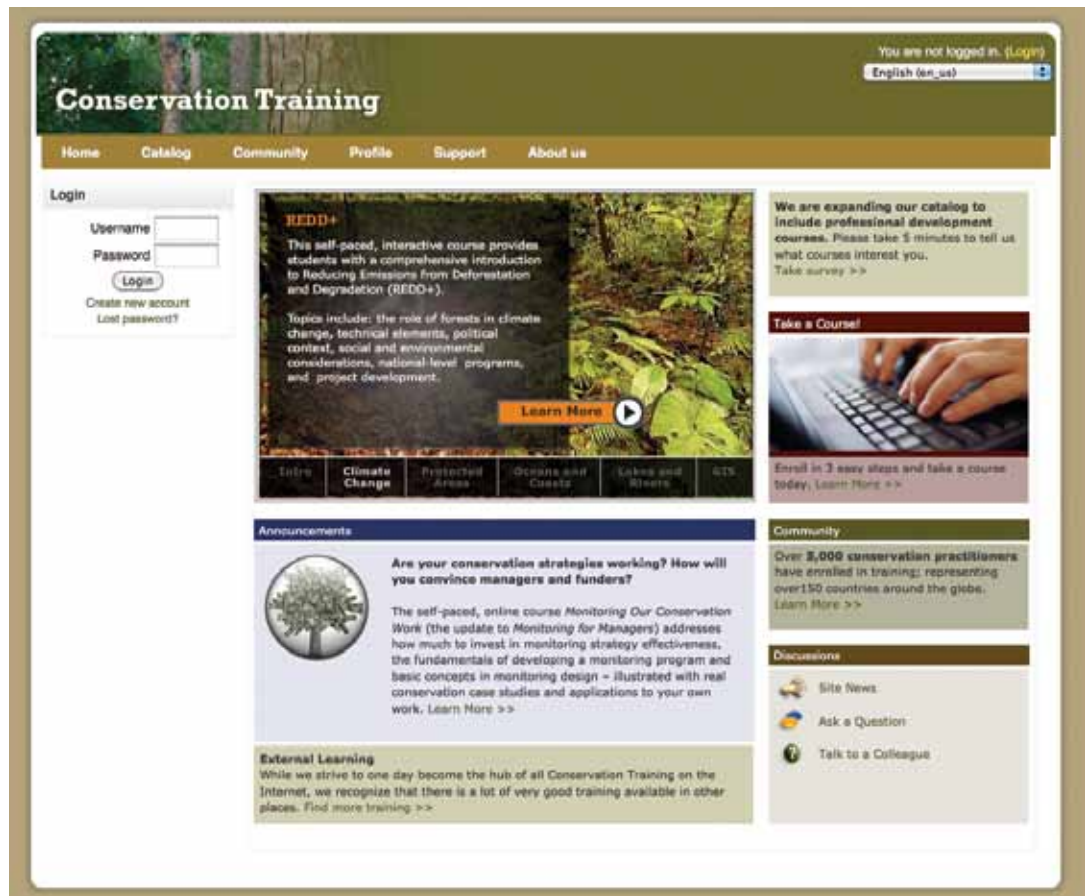 You are not logged in. (Login)
English (en_us)
Conservation Training
Home Catalog Community Profile Support About us
Login
Username
Password
Login
Create new account
Lost password?
REDD+
This self-paced, interactive course provides
students with a comprehensive introduction
to Reducing Emissions from Deforestation
and Degradation (REDD+).
Topics include: the role of forests in climate
change, technical elements, political
context, social and environmental
considerations, national-level programs,
and project development.
Learn More
Intro
Climate
Change
Protected
Areas
Oceans and
Coasts
Lakes and
Rivers
GIS
Announcements
Are your conservation strategies working? How will
you convince managers and funders?
The self-paced, online course Monitoring Our Conservation
Work (the update to Monitoring for Managers) addresses
how much to invest in monitoring strategy effectiveness,
the fundamentals of developing a monitoring program and
basic concepts in monitoring design – illustrated with real
conservation case studies and applications to your own
work. Learn More >>
External Learning
While we strive to one day become the hub of all Conservation Training on the
Internet, we recognize that there is a lot of very good training available in other
places. Find more training >>
We are expanding our catalog to
include professional development
courses. Please take 5 minutes to tell us
what courses interest you.
Take survey >>
Take a Course!
Enroll in 3 easy steps and take a course
today. Learn More >>
Community
Over 3,000 conservation practitioners
have enrolled in training; representing
over150 countries around the globe.
Learn More >>
Discussions
Site News
Ask a Question
Talk to a Colleague